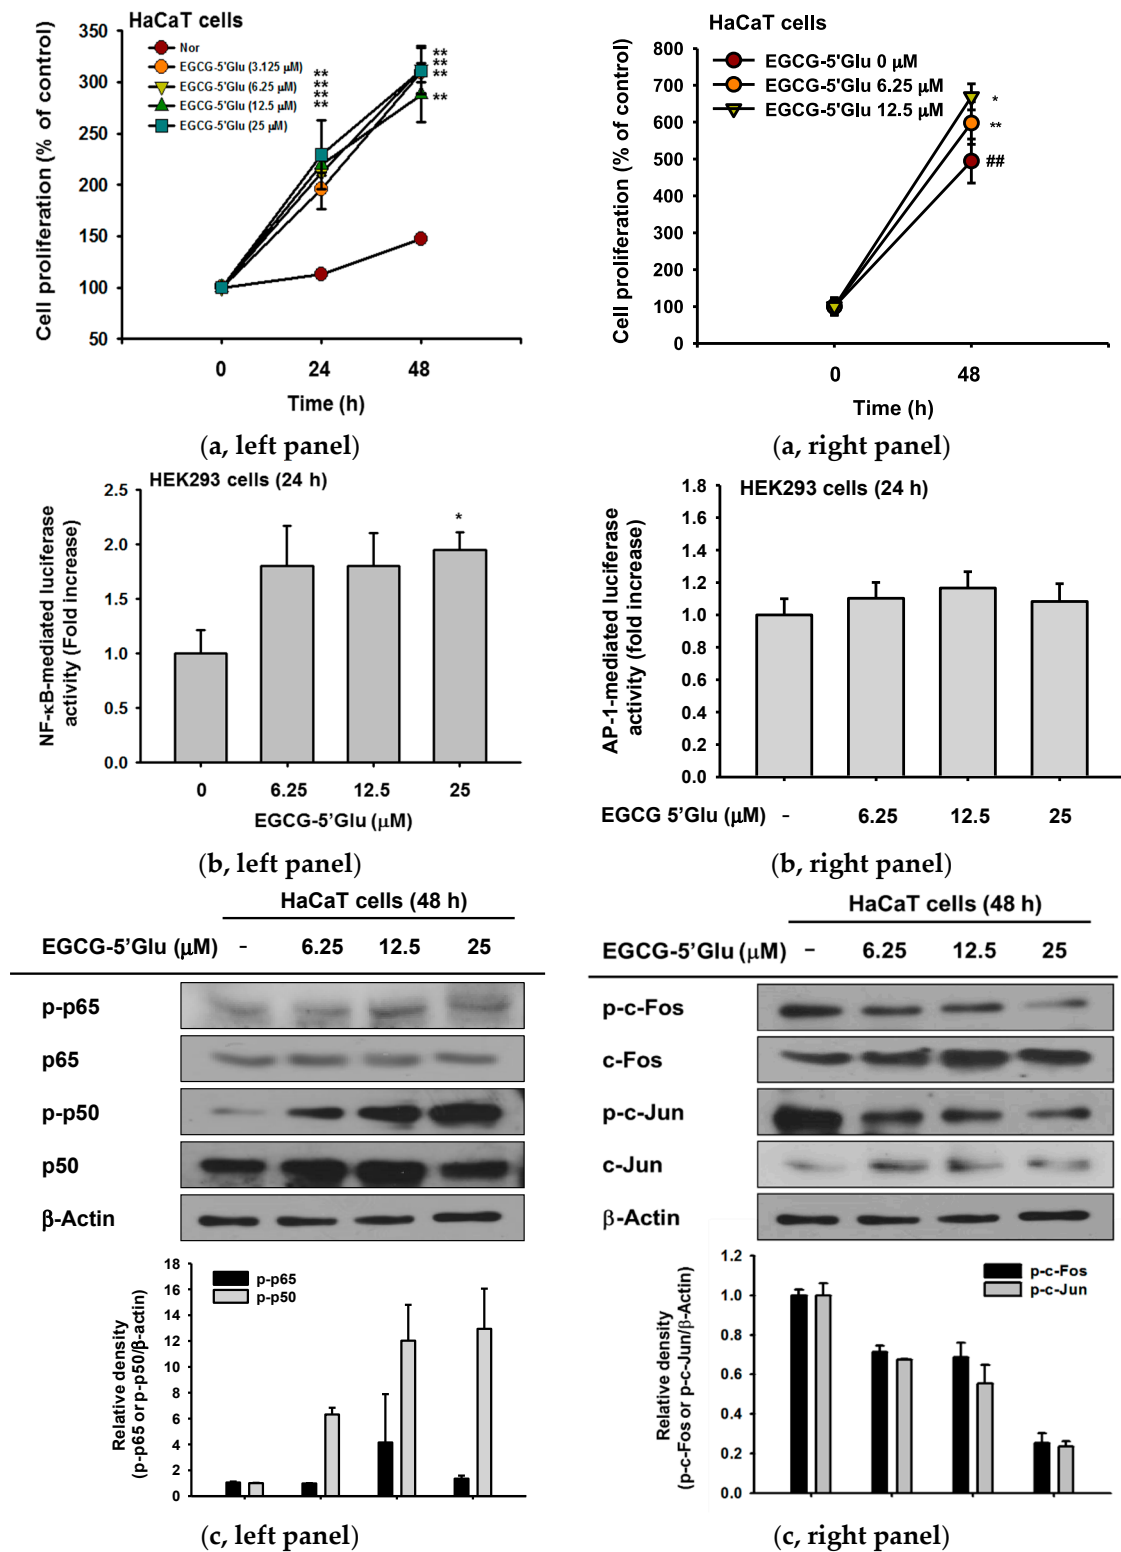 HaCaT cells
Nor
EGCG-5'Glu (3.125 μM)
EGCG-5'Glu (6.25 μM)
EGCG-5'Glu (12.5 μM)
EGCG-5'Glu (25 μM)
Cell proliferation (% of control)
350
300
250
200
150
100
50
**
**
**
**
**
**
**
**
0 24 48
Time (h)
(a, left panel)
HaCaT cells
EGCG-5'Glu 0 μM
EGCG-5'Glu 6.25 μM
EGCG-5'Glu 12.5 μM
Cell proliferation (% of control)
800
700
600
500
400
300
200
100
0
*
**
##
0 48
Time (h)
(a, right panel)
HEK293 cells (24 h)
NF-κB-mediated luciferase
activity (Fold increase)
2.5
2.0
1.5
1.0
0.5
0.0
*
0 6.25 12.5 25
EGCG-5’Glu (μM)
(b, left panel)
HEK293 cells (24 h)
AP-1-mediated luciferase
activity (fold increase)
1.8
1.6
1.4
1.2
1.0
0.8
0.6
0.4
0.2
0.0
EGCG 5’Glu (μM) - 6.25 12.5 25
(b, right panel)
HaCaT cells (48 h)
EGCG-5’Glu (μM) - 6.25 12.5 25
p-p65
p65
p-p50
p50
β-Actin
Relative density
(p-p65 or p-p50/β-actin)
18
16
14
12
10
8
6
4
2
0
p-p65
p-p50
(c, left panel)
HaCaT cells (48 h)
EGCG-5’Glu (μM) - 6.25 12.5 25
p-c-Fos
c-Fos
p-c-Jun
c-Jun
β-Actin
Relative density
(p-c-Fos or p-c-Jun/β-Actin)
1.2
1.0
0.8
0.6
0.4
0.2
0.0
p-c-Fos
p-c-Jun
(c, right panel)